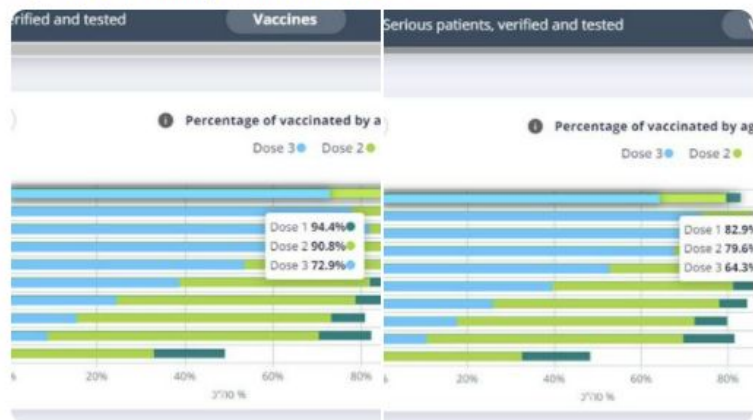 rified and tested
Vaccines
Percentage of vaccinated by a
Dose 3 Dose 2
Dose 1 94.4%
Dose 2 90.8%
Dose 3 72.9%
20% 40% 60% 80%
% מנות
Serious patients, verified and tested
Percentage of vaccinated by ag
Dose 3 Dose 2
Dose 1 82.9%
Dose 2 79.6%
Dose 3 64.3%
20% 40% 60% 80%